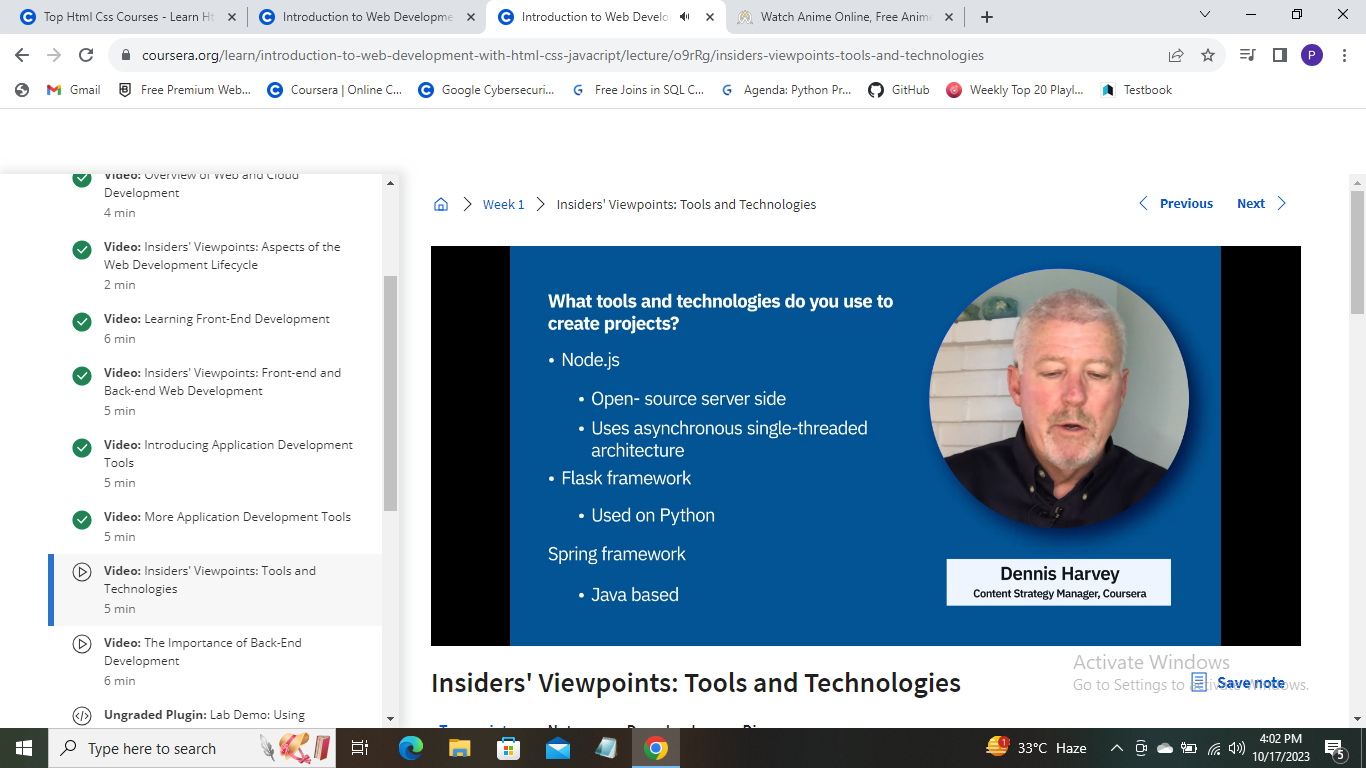 Top Html Css Courses - Learn Ht
Introduction to Web Developme
Introduction to Web Develo
Watch Anime Online, Free Anime
coursera.org/learn/introduction-to-web-development-with-html-css-javacript/lecture/o9rRg/insiders-viewpoints-tools-and-technologies
P
Gmail
Free Premium Web...
Coursera | Online C...
Google Cybersecuri...
Free Joins in SQL C...
Agenda: Python Pr...
GitHub
Weekly Top 20 Playl...
Testbook
Video: Overview of Web and Cloud
Development
4 min
Video: Insiders' Viewpoints: Aspects of the
Web Development Lifecycle
2 min
Video: Learning Front-End Development
6 min
Video: Insiders' Viewpoints: Front-end and
Back-end Web Development
5 min
Video: Introducing Application Development
Tools
5 min
Video: More Application Development Tools
5 min
Video: Insiders' Viewpoints: Tools and
Technologies
5 min
Video: The Importance of Back-End
Development
6 min
Ungraded Plugin: Lab Demo: Using
Week 1
Insiders' Viewpoints: Tools and Technologies
Previous
Next
What tools and technologies do you use to
create projects?
• Node.js
• Open- source server side
• Uses asynchronous single-threaded
architecture
• Flask framework
• Used on Python
Spring framework
• Java based
Dennis Harvey
Content Strategy Manager, Coursera
Insiders' Viewpoints: Tools and Technologies
Activate Windows
Go to Settings to activate Windows.
Save note
Type here to search
1
33°C Haze
4:02 PM
10/17/2023
5